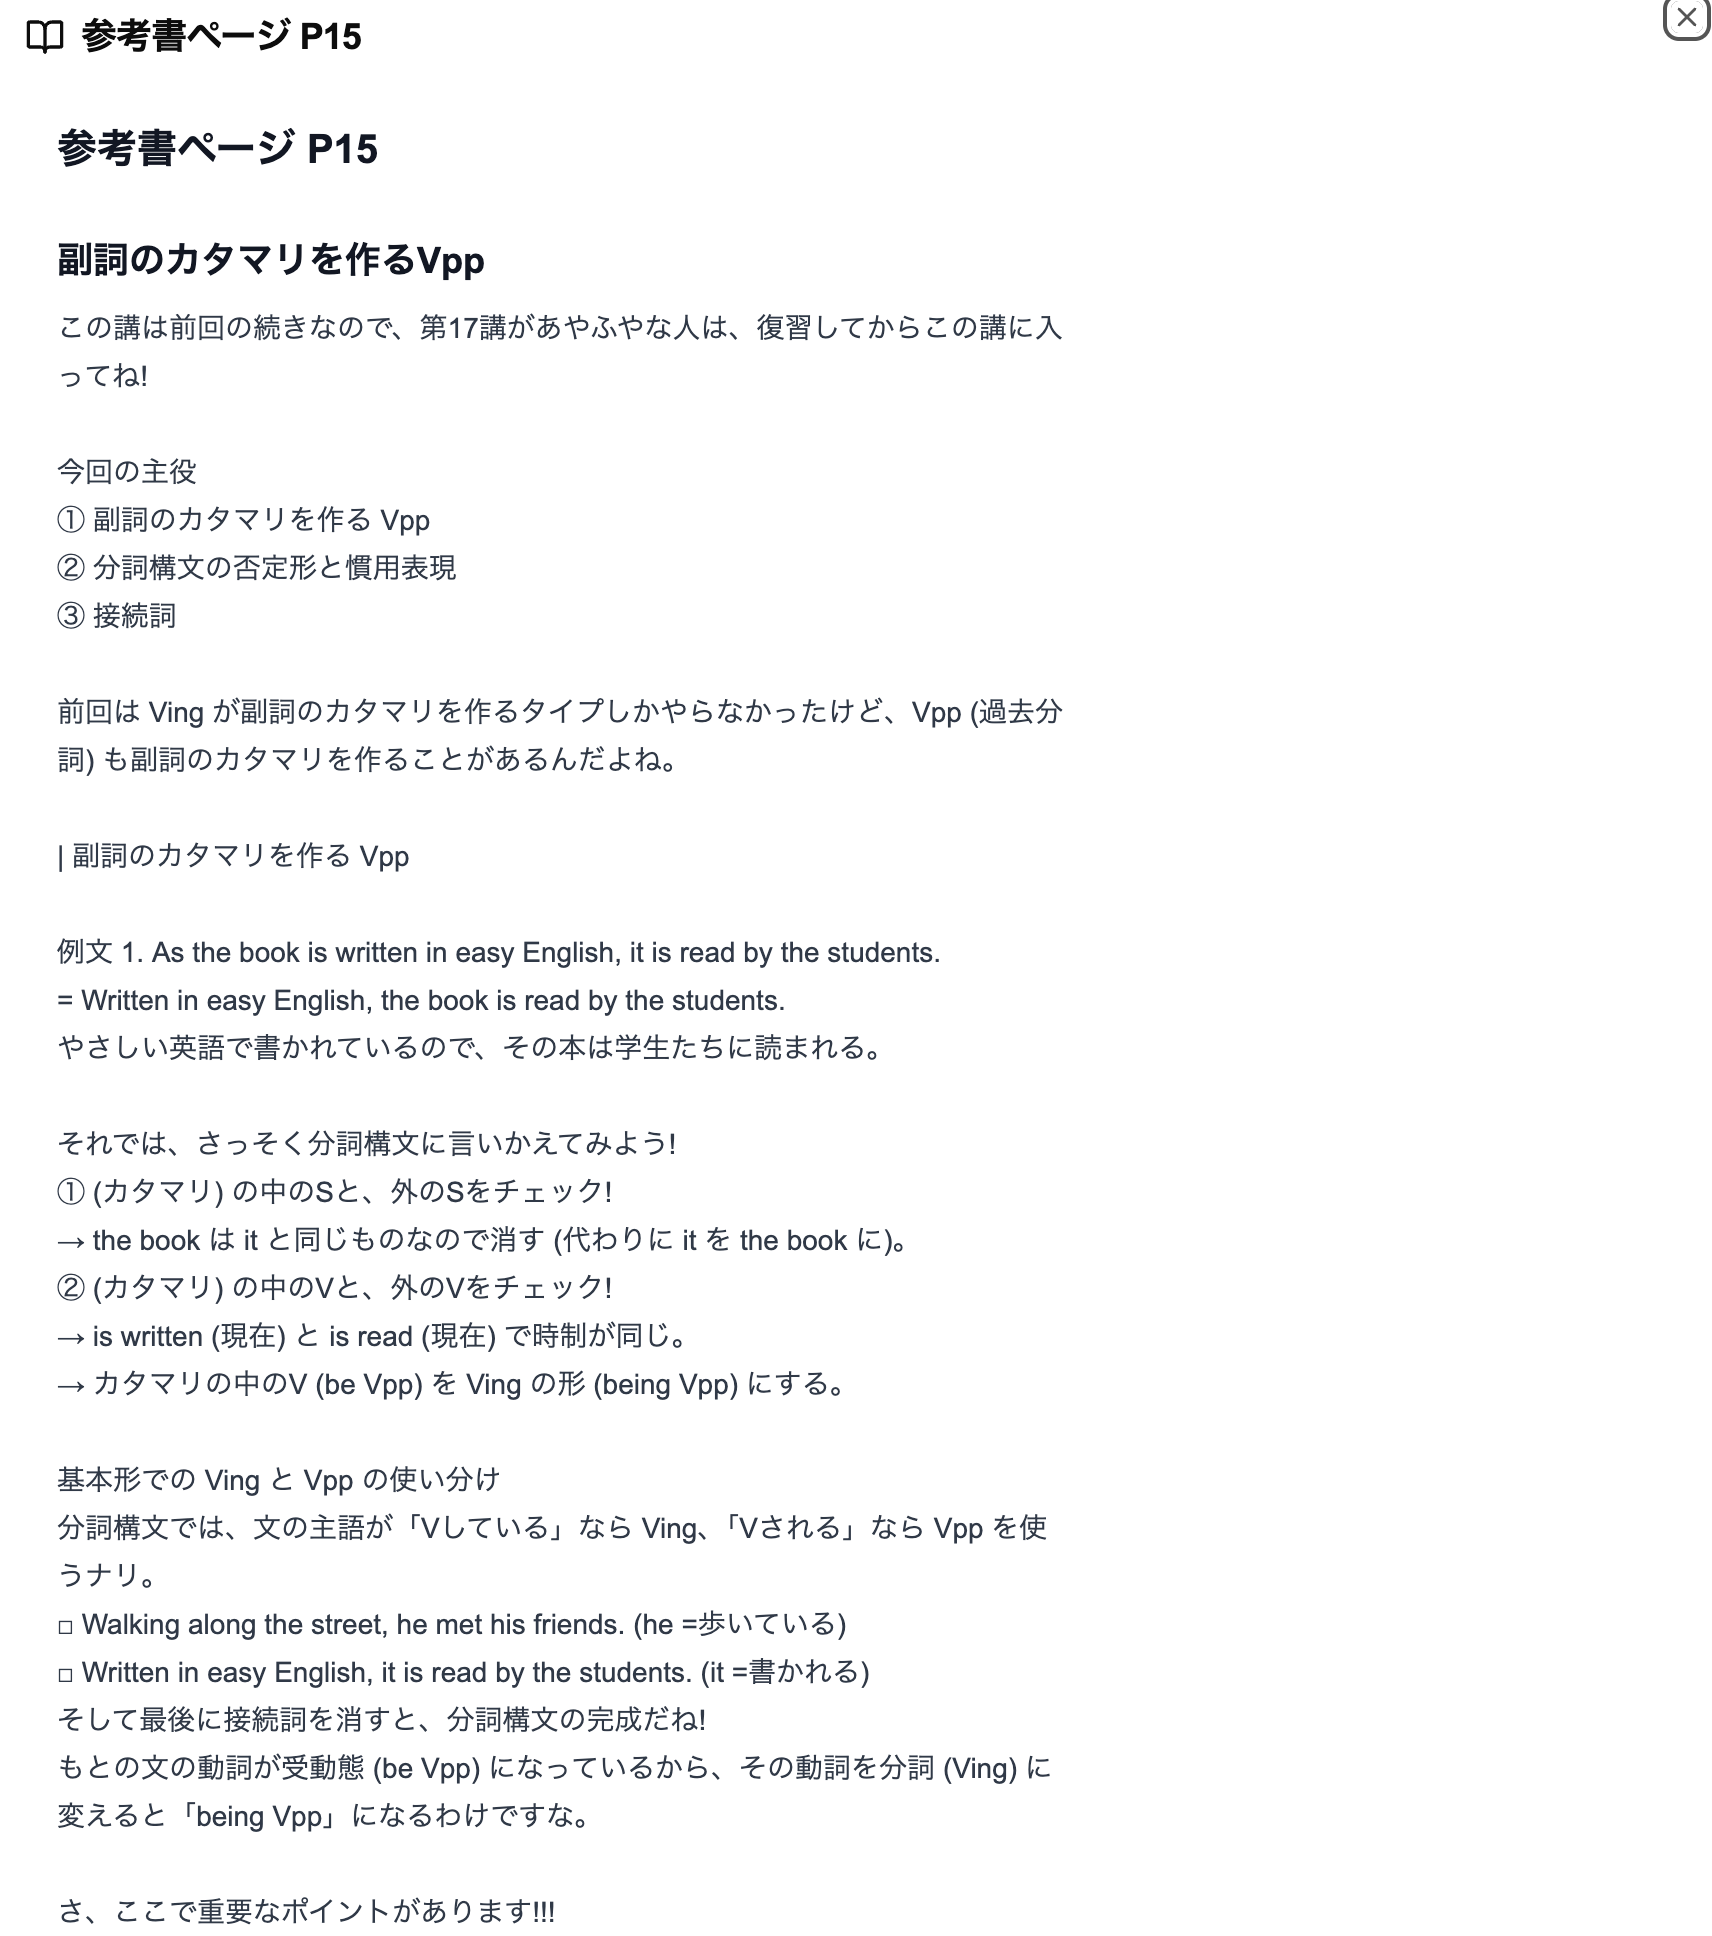 参考書ページ P15
参考書ページ P15
副詞のカタマリを作るVpp
この講は前回の続きなので、第17講があやふやな人は、復習してからこの講に入
ってね!
今回の主役
① 副詞のカタマリを作る Vpp
② 分詞構文の否定形と慣用表現
③ 接続詞
前回は Ving が副詞のカタマリを作るタイプしかやらなかったけど、Vpp (過去分
詞) も副詞のカタマリを作ることがあるんだよね。
| 副詞のカタマリを作る Vpp
例文 1. As the book is written in easy English, it is read by the students.
= Written in easy English, the book is read by the students.
やさしい英語で書かれているので、その本は学生たちに読まれる。
それでは、さっそく分詞構文に言いかえてみよう!
① (カタマリ) の中のSと、外のSをチェック!
→ the book は it と同じものなので消す (代わりに it を the book に)。
② (カタマリ) の中のVと、外のVをチェック!
→ is written (現在) と is read (現在) で時制が同じ。
→ カタマリの中のV (be Vpp) を Ving の形 (being Vpp) にする。
基本形での Ving と Vpp の使い分け
分詞構文では、文の主語が「Vしている」なら Ving、「Vされる」なら Vpp を使
うナリ。
□ Walking along the street, he met his friends. (he =歩いている)
□ Written in easy English, it is read by the students. (it =書かれる)
そして最後に接続詞を消すと、分詞構文の完成だね!
もとの文の動詞が受動態 (be Vpp) になっているから、その動詞を分詞 (Ving) に
変えると「being Vpp」になるわけですな。
さ、ここで重要なポイントがあります!!!